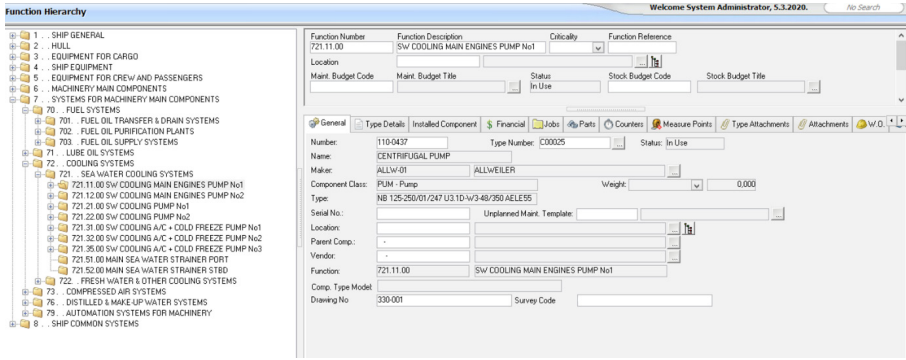 Function Hierarchy
Welcome System Administrator, 5.3.2020.
No Search
1 . . SHIP GENERAL
2 . . HULL
3 . . EQUIPMENT FOR CARGO
4 . . SHIP EQUIPMENT
5 . . EQUIPMENT FOR CREW AND PASSENGERS
6 . . MACHINERY MAIN COMPONENTS
7 . . SYSTEMS FOR MACHINERY MAIN COMPONENTS
70. . FUEL SYSTEMS
701. . FUEL OIL TRANSFER & DRAIN SYSTEMS
702. . FUEL OIL PURIFICATION PLANTS
703. . FUEL OIL SUPPLY SYSTEMS
71. . LUBE OIL SYSTEMS
72. . COOLING SYSTEMS
721. . SEA WATER COOLING SYSTEMS
721.11.00 SW COOLING MAIN ENGINES PUMP No1
721.12.00 SW COOLING MAIN ENGINES PUMP No2
721.21.00 SW COOLING PUMP No1
721.22.00 SW COOLING PUMP No2
721.31.00 SW COOLING A/C + COLD FREEZE PUMP No1
721.32.00 SW COOLING A/C + COLD FREEZE PUMP No2
721.35.00 SW COOLING A/C + COLD FREEZE PUMP No3
721.51.00 MAIN SEA WATER STRAINER PORT
721.52.00 MAIN SEA WATER STRAINER STBD
722. . FRESH WATER & OTHER COOLING SYSTEMS
73. . COMPRESSED AIR SYSTEMS
76. . DISTILLED & MAKE-UP WATER SYSTEMS
79. . AUTOMATION SYSTEMS FOR MACHINERY
8 . . SHIP COMMON SYSTEMS
Function Number Function Description Criticality Function Reference
721.11.00 SW COOLING MAIN ENGINES PUMP No1
Location
Maint. Budget Code Maint. Budget Title Status Stock Budget Code Stock Budget Title
In Use
General Type Details Installed Component $ Financial Jobs Parts Counters Measure Points Type Attachments Attachments W.O.
Number: 110-0437 Type Number: C00025 Status: In Use
Name: CENTRIFUGAL PUMP
Maker: ALLW-01 ALLWEILER
Component Class: PUM - Pump Weight: 0,000
Type: NB 125-250/01/247 U3.1D-W3-48/350 AELE55
Serial No.: Unplanned Maint. Template:
Location:
Parent Comp.: -
Vendor: -
Function: 721.11.00 SW COOLING MAIN ENGINES PUMP No1
Comp. Type Model:
Drawing No 330-001 Survey Code